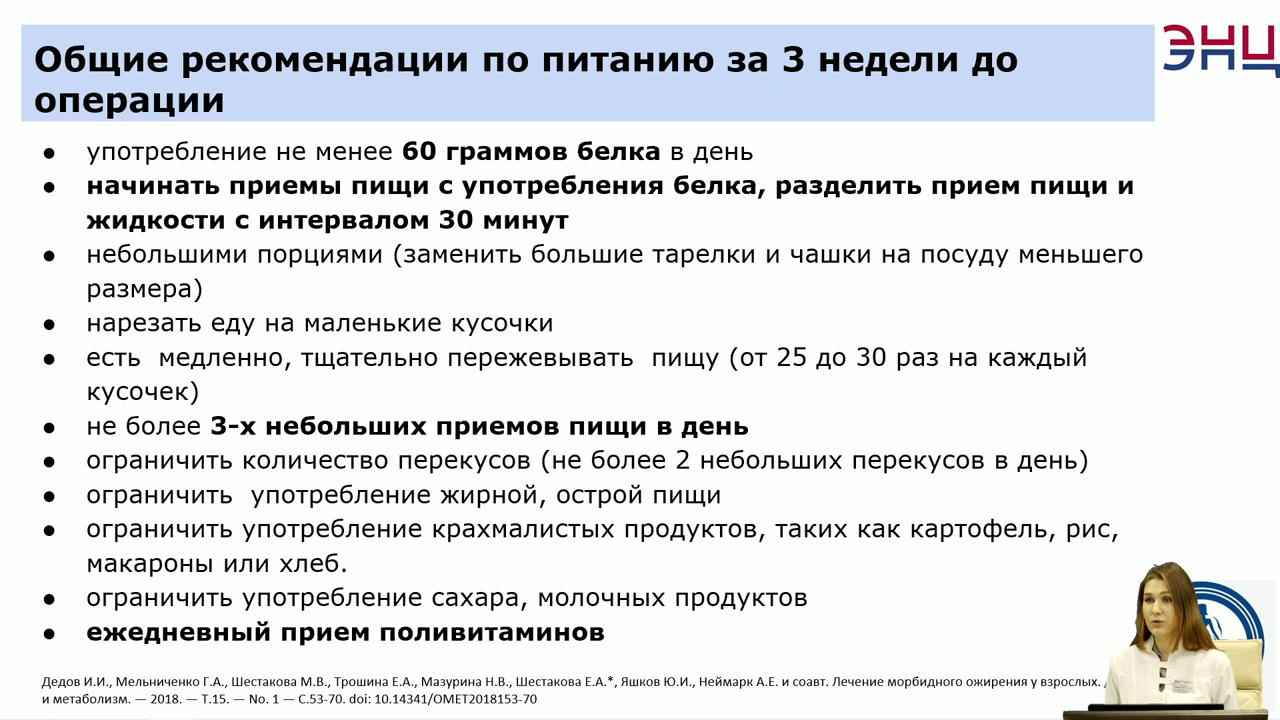 Общие рекомендации по питанию за 3 недели до
операции
ЭНЦ
● употребление не менее 60 граммов белка в день
● начинать приемы пищи с употребления белка, разделить прием пищи и
жидкости с интервалом 30 минут
● небольшими порциями (заменить большие тарелки и чашки на посуду меньшего
размера)
● нарезать еду на маленькие кусочки
● есть  медленно, тщательно пережевывать  пищу (от 25 до 30 раз на каждый
кусочек)
● не более 3-х небольших приемов пищи в день
● ограничить количество перекусов (не более 2 небольших перекусов в день)
● ограничить  употребление жирной, острой пищи
● ограничить употребление крахмалистых продуктов, таких как картофель, рис,
макароны или хлеб.
● ограничить употребление сахара, молочных продуктов
● ежедневный прием поливитаминов
Дедов И.И., Мельниченко Г.А., Шестакова М.В., Трошина Е.А., Мазурина Н.В., Шестакова Е.А.*, Яшков Ю.И., Неймарк А.Е. и соавт. Лечение морбидного ожирения у взрослых.
и метаболизм. — 2018. — Т.15. — No. 1 — С.53-70. doi: 10.14341/OMET2018153-70